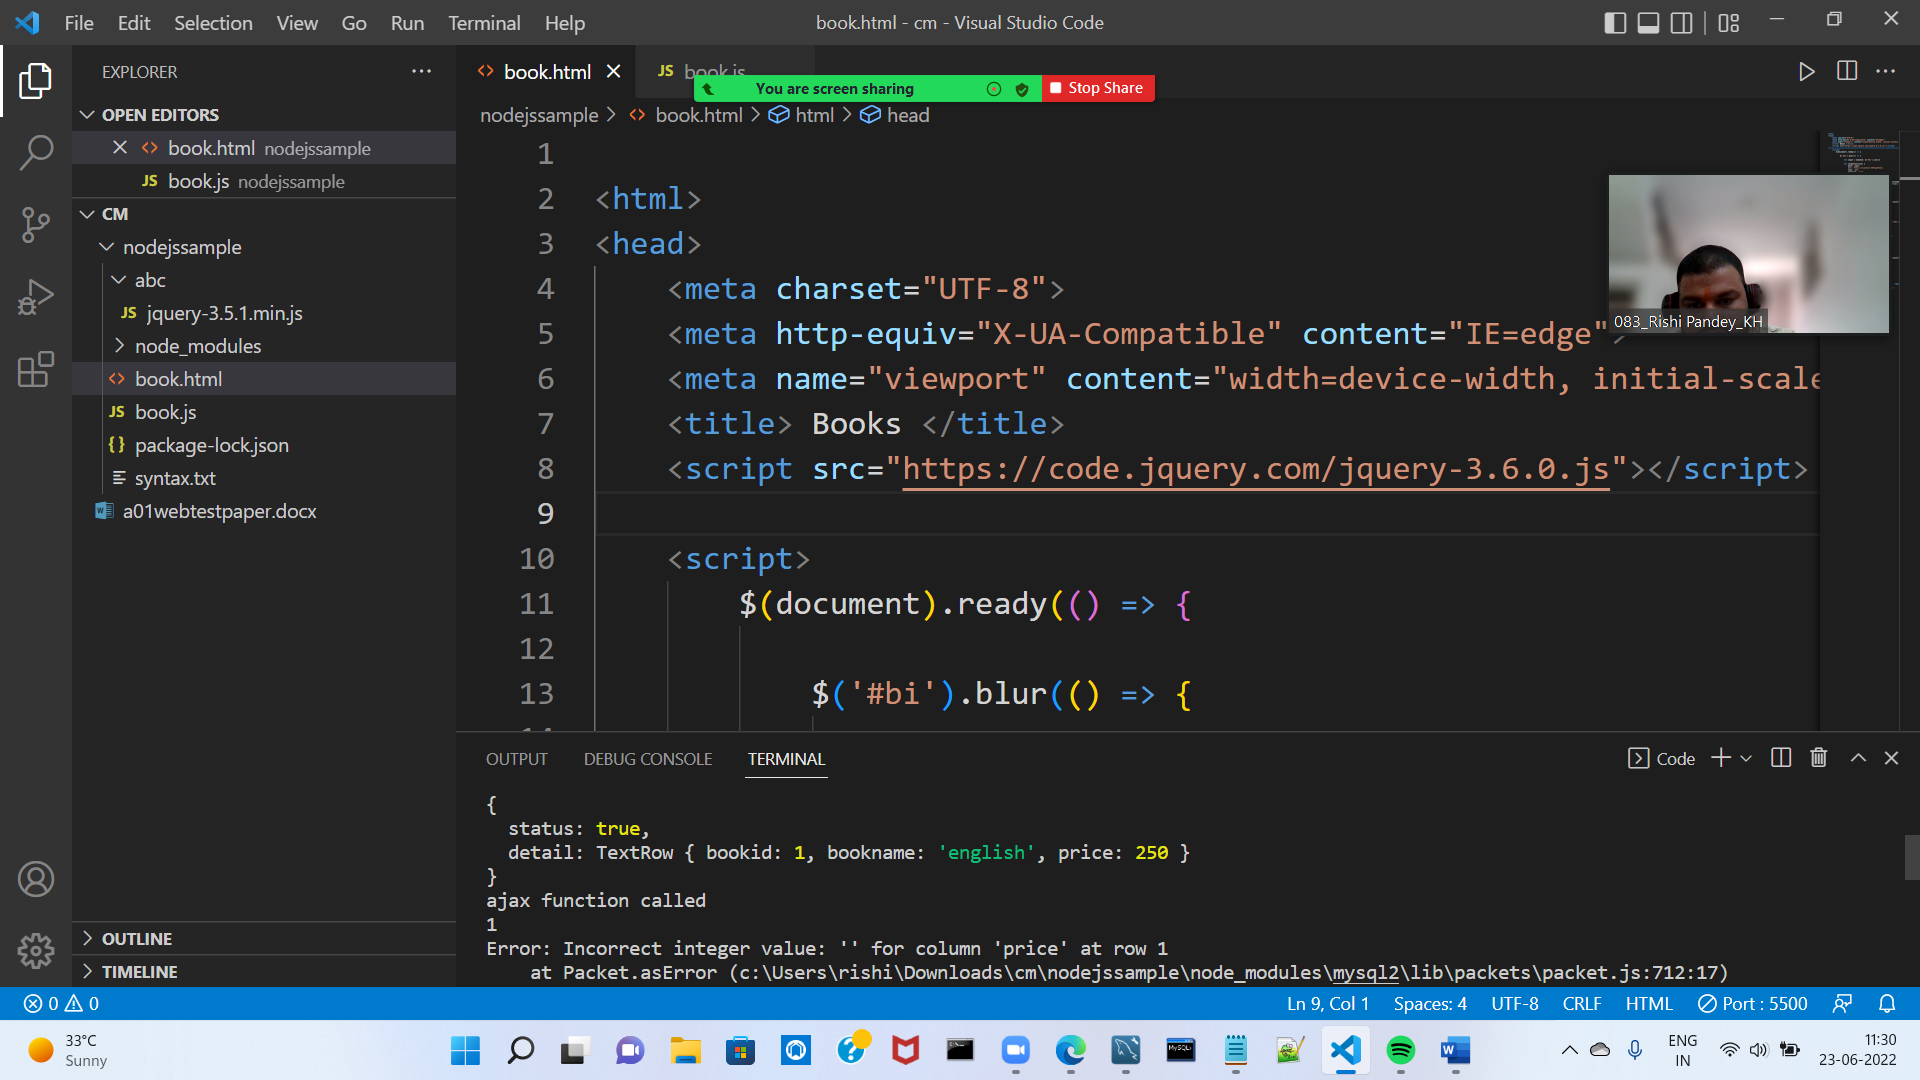 File Edit Selection View Go Run Terminal Help
book.html - cm - Visual Studio Code
EXPLORER
OPEN EDITORS
book.html nodejssample
book.js nodejssample
CM
nodejssample
abc
JS jquery-3.5.1.min.js
node_modules
book.html
JS book.js
{} package-lock.json
syntax.txt
a01webtestpaper.docx
OUTLINE
TIMELINE
book.html
JS book.js
You are screen sharing
Stop Share
nodejssample > book.html > html > head
1
2 <html>
3 <head>
4 <meta charset="UTF-8">
5 <meta http-equiv="X-UA-Compatible" content="IE=edge">
6 <meta name="viewport" content="width=device-width, initial-scale
7 <title> Books </title>
8 <script src="https://code.jquery.com/jquery-3.6.0.js"></script>
9
10 <script>
11 $(document).ready(() => {
12
13 $('#bi').blur(() => {
083_Rishi Pandey_KH
OUTPUT DEBUG CONSOLE TERMINAL
Code
{
status: true,
detail: TextRow { bookid: 1, bookname: 'english', price: 250 }
}
ajax function called
1
Error: Incorrect integer value: '' for column 'price' at row 1
at Packet.asError (c:\Users\rishi\Downloads\cm\nodejssample\node_modules\mysql2\lib\packets\packet.js:712:17)
0 0
Ln 9, Col 1 Spaces: 4 UTF-8 CRLF HTML Port : 5500
33°C
Sunny
ENG
IN
11:30
23-06-2022